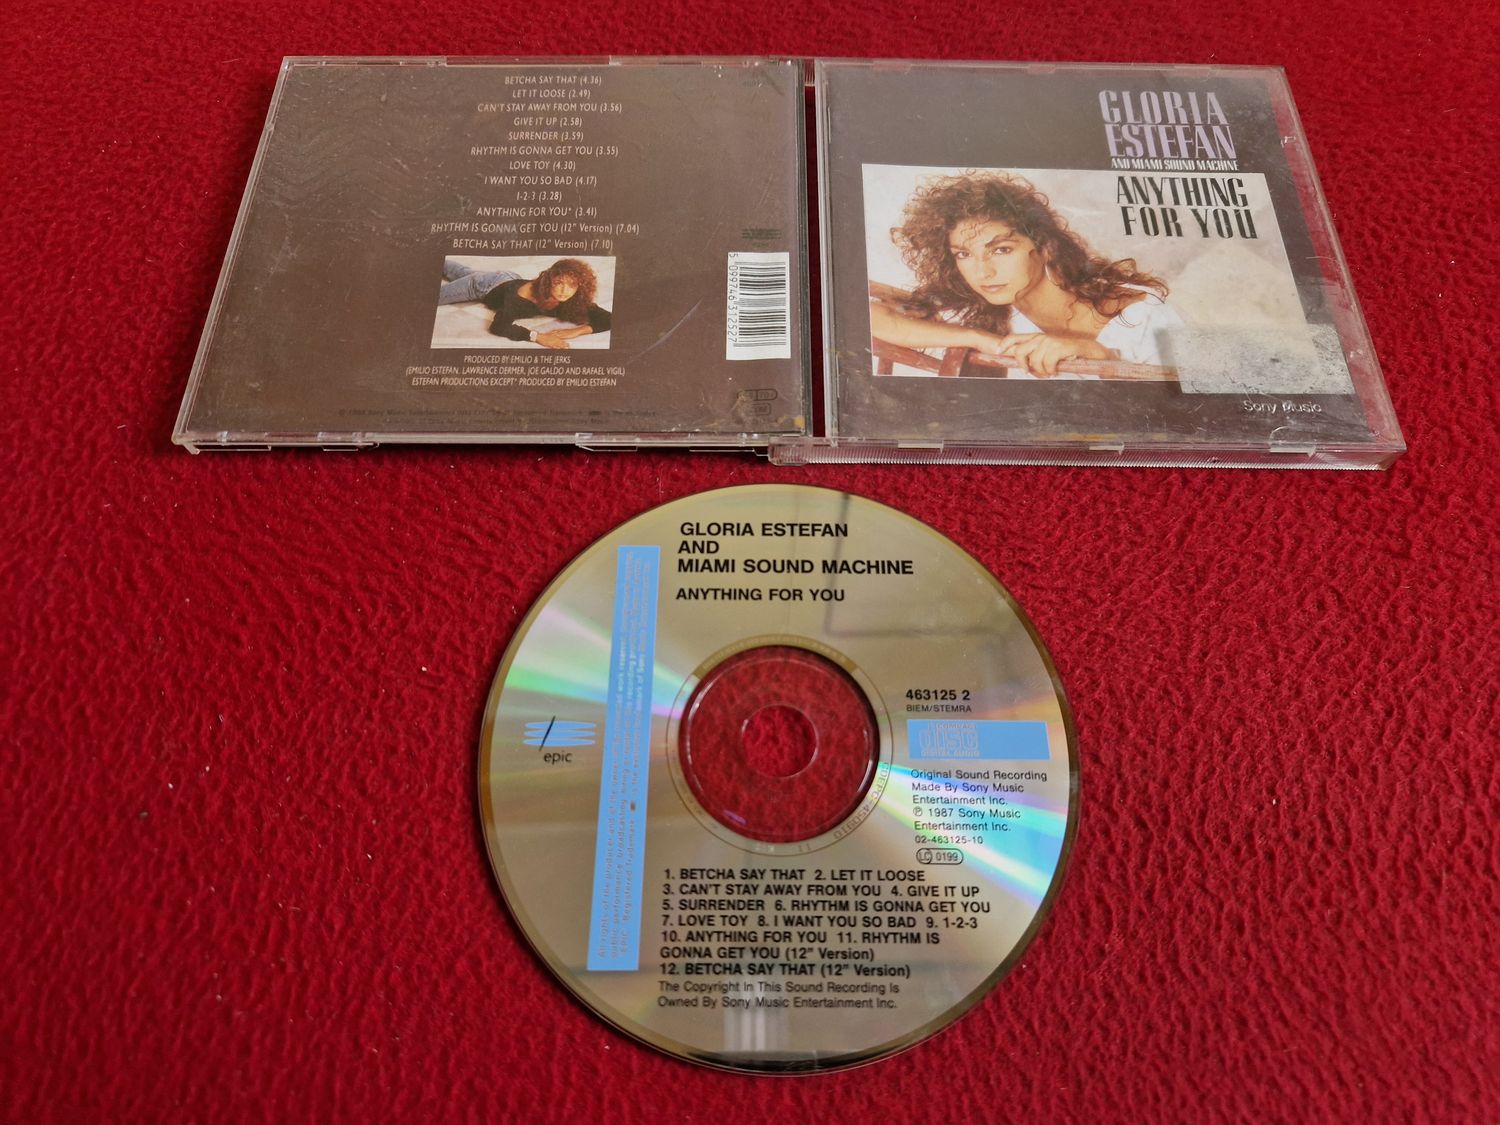 BETCHA SAY THAT (4.36)
LET IT LOOSE (2.49)
CAN'T STAY AWAY FROM YOU (3.56)
GIVE IT UP (2.58)
SURRENDER (3.59)
RHYTHM IS GONNA GET YOU (3.55)
LOVE TOY (4.30)
I WANT YOU SO BAD (4.17)
1-2-3 (3.28)
ANYTHING FOR YOU* (3.41)
RHYTHM IS GONNA GET YOU (12" Version) (7.04)
BETCHA SAY THAT (12" Version) (7.10)
5 099746 312527
PRODUCED BY EMILIO & THE JERKS
(EMILIO ESTEFAN, LAWRENCE DERMER, JOE GALDO AND RAFAEL VIGIL)
ESTEFAN PRODUCTIONS EXCEPT* PRODUCED BY EMILIO ESTEFAN
GLORIA
ESTEFAN
AND MIAMI SOUND MACHINE
ANYTHING
FOR YOU
Sony Music
GLORIA ESTEFAN
AND
MIAMI SOUND MACHINE
ANYTHING FOR YOU
epic
463125 2
BIEM/STEMRA
COMPACT
disc
DIGITAL AUDIO
Original Sound Recording
Made By Sony Music
Entertainment Inc.
℗ 1987 Sony Music
Entertainment Inc.
02-463125-10
LC 0199
1. BETCHA SAY THAT 2. LET IT LOOSE
3. CAN'T STAY AWAY FROM YOU 4. GIVE IT UP
5. SURRENDER 6. RHYTHM IS GONNA GET YOU
7. LOVE TOY 8. I WANT YOU SO BAD 9. 1-2-3
10. ANYTHING FOR YOU 11. RHYTHM IS
GONNA GET YOU (12" Version)
12. BETCHA SAY THAT (12" Version)
The Copyright In This Sound Recording Is
Owned By Sony Music Entertainment Inc.